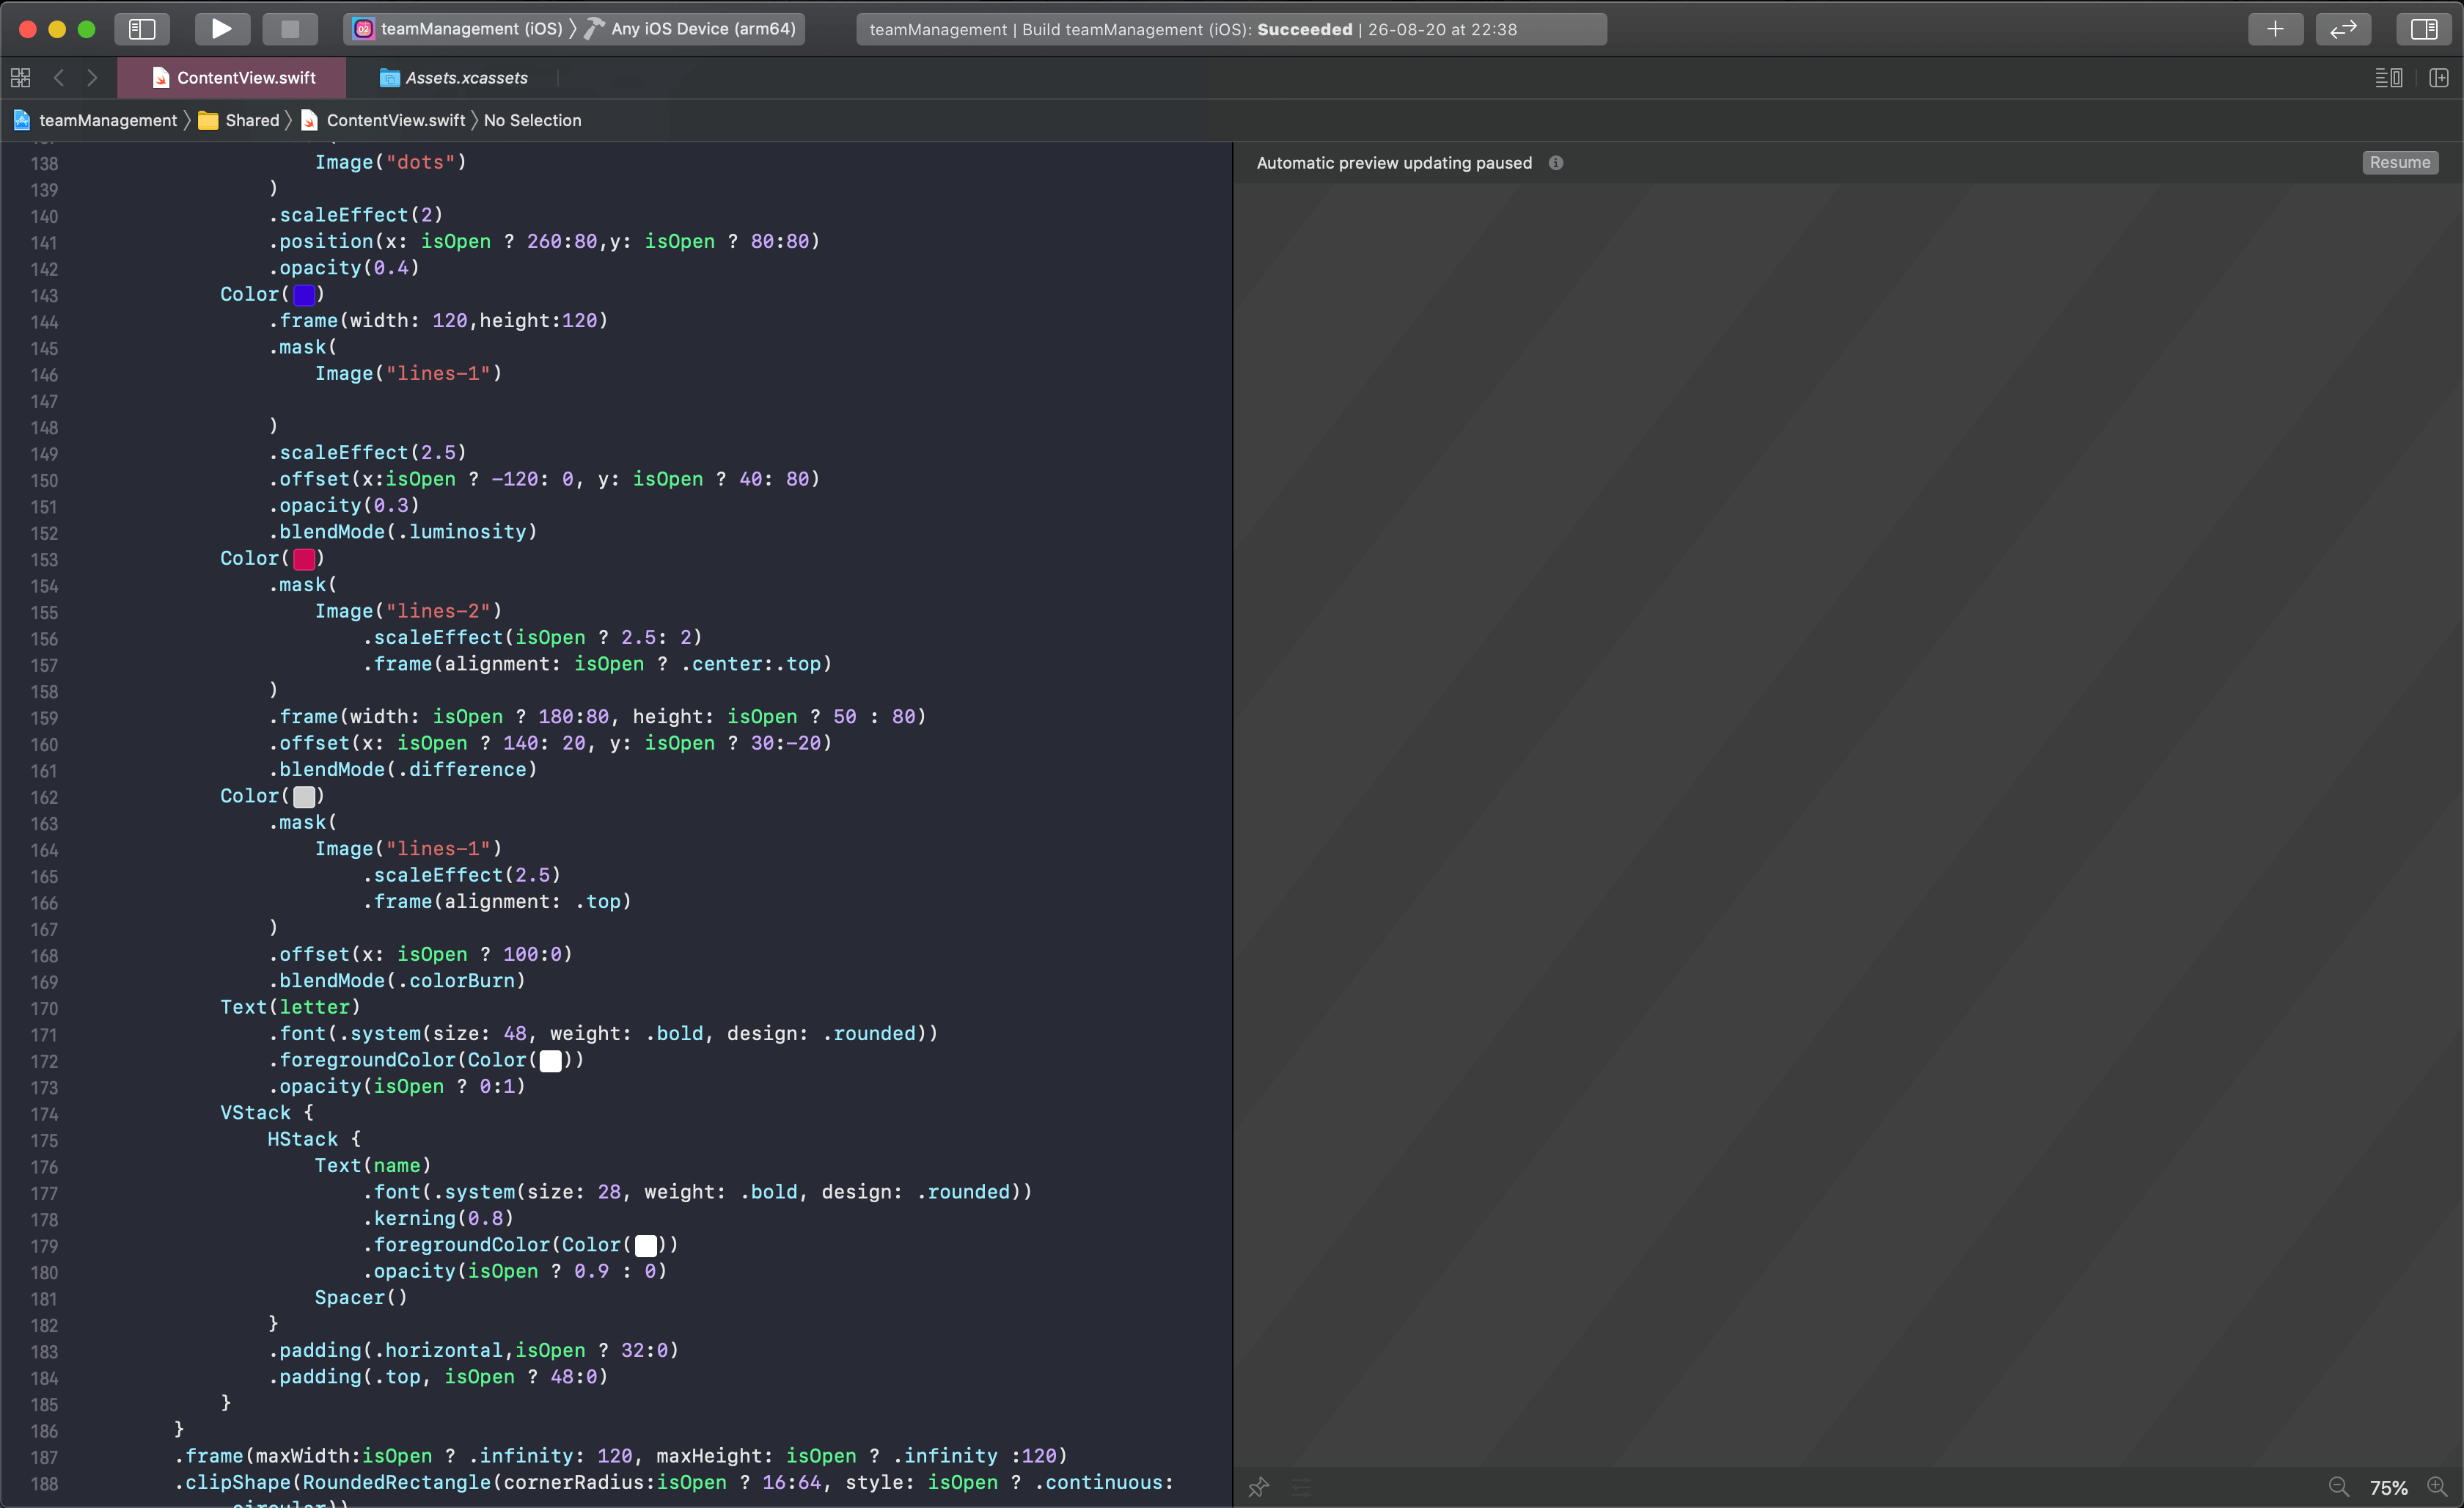 teamManagement (iOS) 〉 Any iOS Device (arm64)
teamManagement | Build teamManagement (iOS): Succeeded | 26-08-20 at 22:38
ContentView.swift
Assets.xcassets
teamManagement 〉 Shared 〉 ContentView.swift 〉 No Selection
138 Image("dots")
139 )
140 .scaleEffect(2)
141 .position(x: isOpen ? 260:80,y: isOpen ? 80:80)
142 .opacity(0.4)
143 Color( )
144 .frame(width: 120,height:120)
145 .mask(
146 Image("lines-1")
147
148 )
149 .scaleEffect(2.5)
150 .offset(x:isOpen ? -120: 0, y: isOpen ? 40: 80)
151 .opacity(0.3)
152 .blendMode(.luminosity)
153 Color( )
154 .mask(
155 Image("lines-2")
156 .scaleEffect(isOpen ? 2.5: 2)
157 .frame(alignment: isOpen ? .center:.top)
158 )
159 .frame(width: isOpen ? 180:80, height: isOpen ? 50 : 80)
160 .offset(x: isOpen ? 140: 20, y: isOpen ? 30:-20)
161 .blendMode(.difference)
162 Color( )
163 .mask(
164 Image("lines-1")
165 .scaleEffect(2.5)
166 .frame(alignment: .top)
167 )
168 .offset(x: isOpen ? 100:0)
169 .blendMode(.colorBurn)
170 Text(letter)
171 .font(.system(size: 48, weight: .bold, design: .rounded))
172 .foregroundColor(Color( ))
173 .opacity(isOpen ? 0:1)
174 VStack {
175 HStack {
176 Text(name)
177 .font(.system(size: 28, weight: .bold, design: .rounded))
178 .kerning(0.8)
179 .foregroundColor(Color( ))
180 .opacity(isOpen ? 0.9 : 0)
181 Spacer()
182 }
183 .padding(.horizontal,isOpen ? 32:0)
184 .padding(.top, isOpen ? 48:0)
185 }
186 }
187 .frame(maxWidth:isOpen ? .infinity: 120, maxHeight: isOpen ? .infinity :120)
188 .clipShape(RoundedRectangle(cornerRadius:isOpen ? 16:64, style: isOpen ? .continuous:
Automatic preview updating paused
Resume
75%